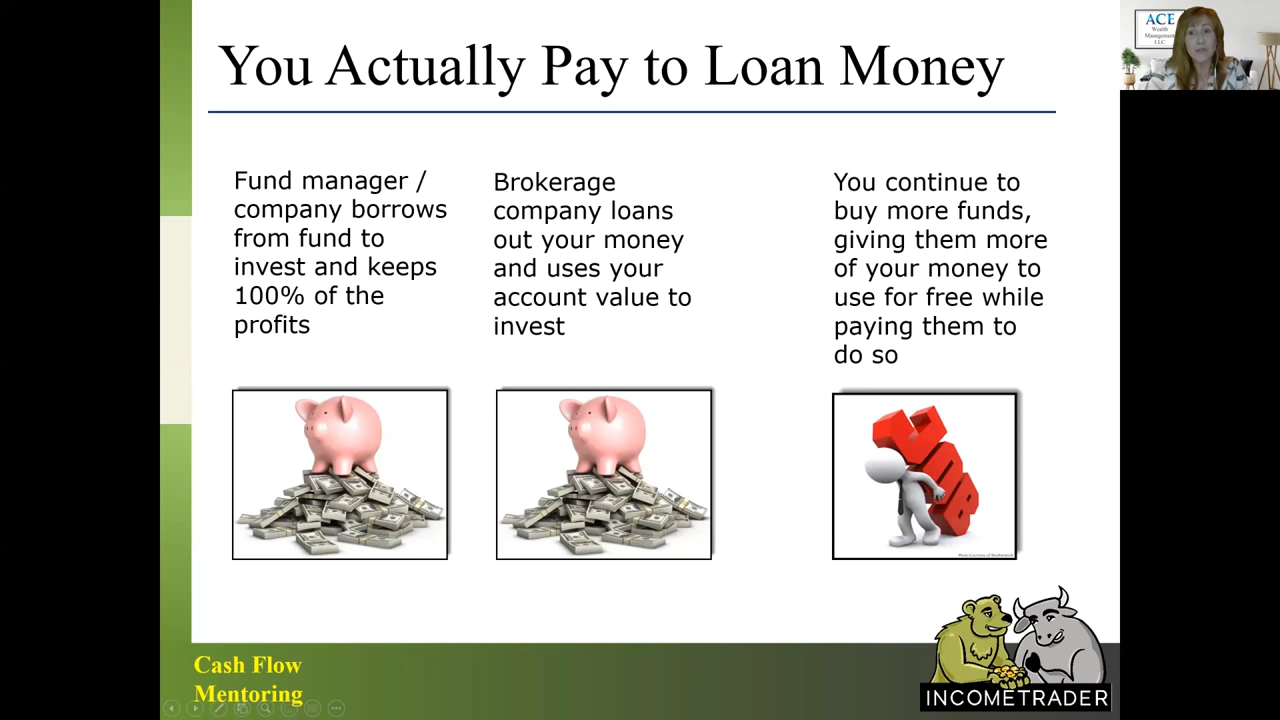 You Actually Pay to Loan Money
Fund manager /
company borrows
from fund to
invest and keeps
100% of the
profits
Brokerage
company loans
out your money
and uses your
account value to
invest
You continue to
buy more funds,
giving them more
of your money to
use for free while
paying them to
do so
Cash Flow
Mentoring
INCOMETRADER
ACE
Wealth
Management
LLC